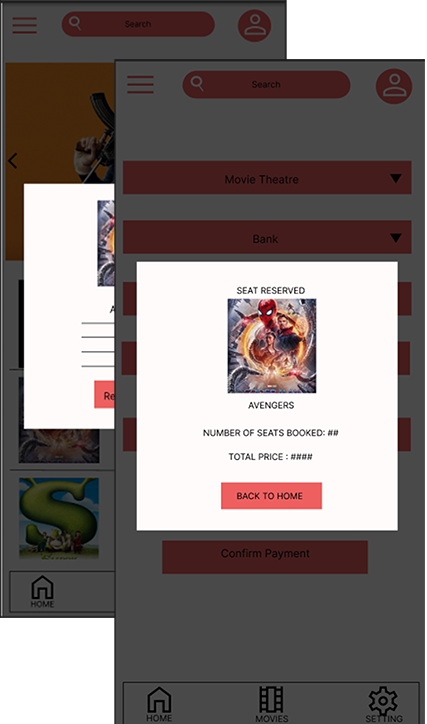 Search
A
Re
HOME
Search
Movie Theatre
Bank
SEAT RESERVED
AVENGERS
NUMBER OF SEATS BOOKED: ##
TOTAL PRICE : ####
BACK TO HOME
Confirm Payment
HOME
MOVIES
SETTING